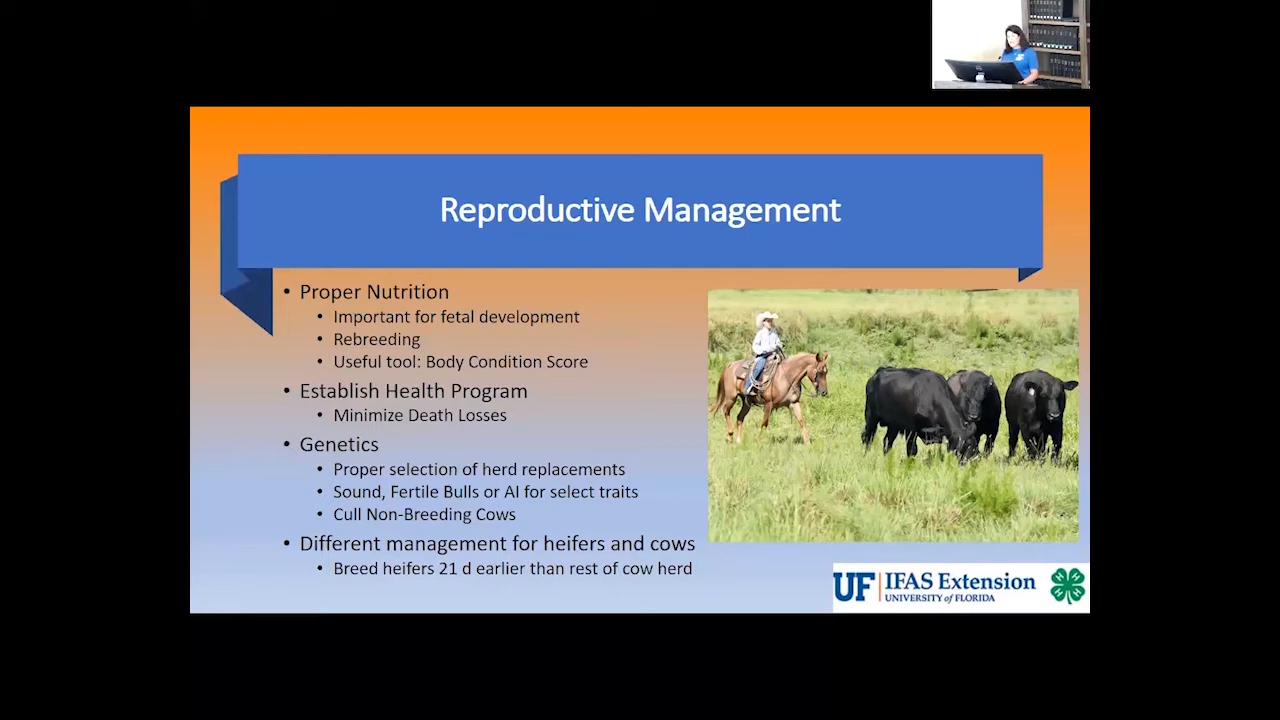 Reproductive Management
• Proper Nutrition
• Important for fetal development
• Rebreeding
• Useful tool: Body Condition Score
• Establish Health Program
• Minimize Death Losses
• Genetics
• Proper selection of herd replacements
• Sound, Fertile Bulls or AI for select traits
• Cull Non-Breeding Cows
• Different management for heifers and cows
• Breed heifers 21 d earlier than rest of cow herd
UF | IFAS Extension
UNIVERSITY of FLORIDA
H H
H H